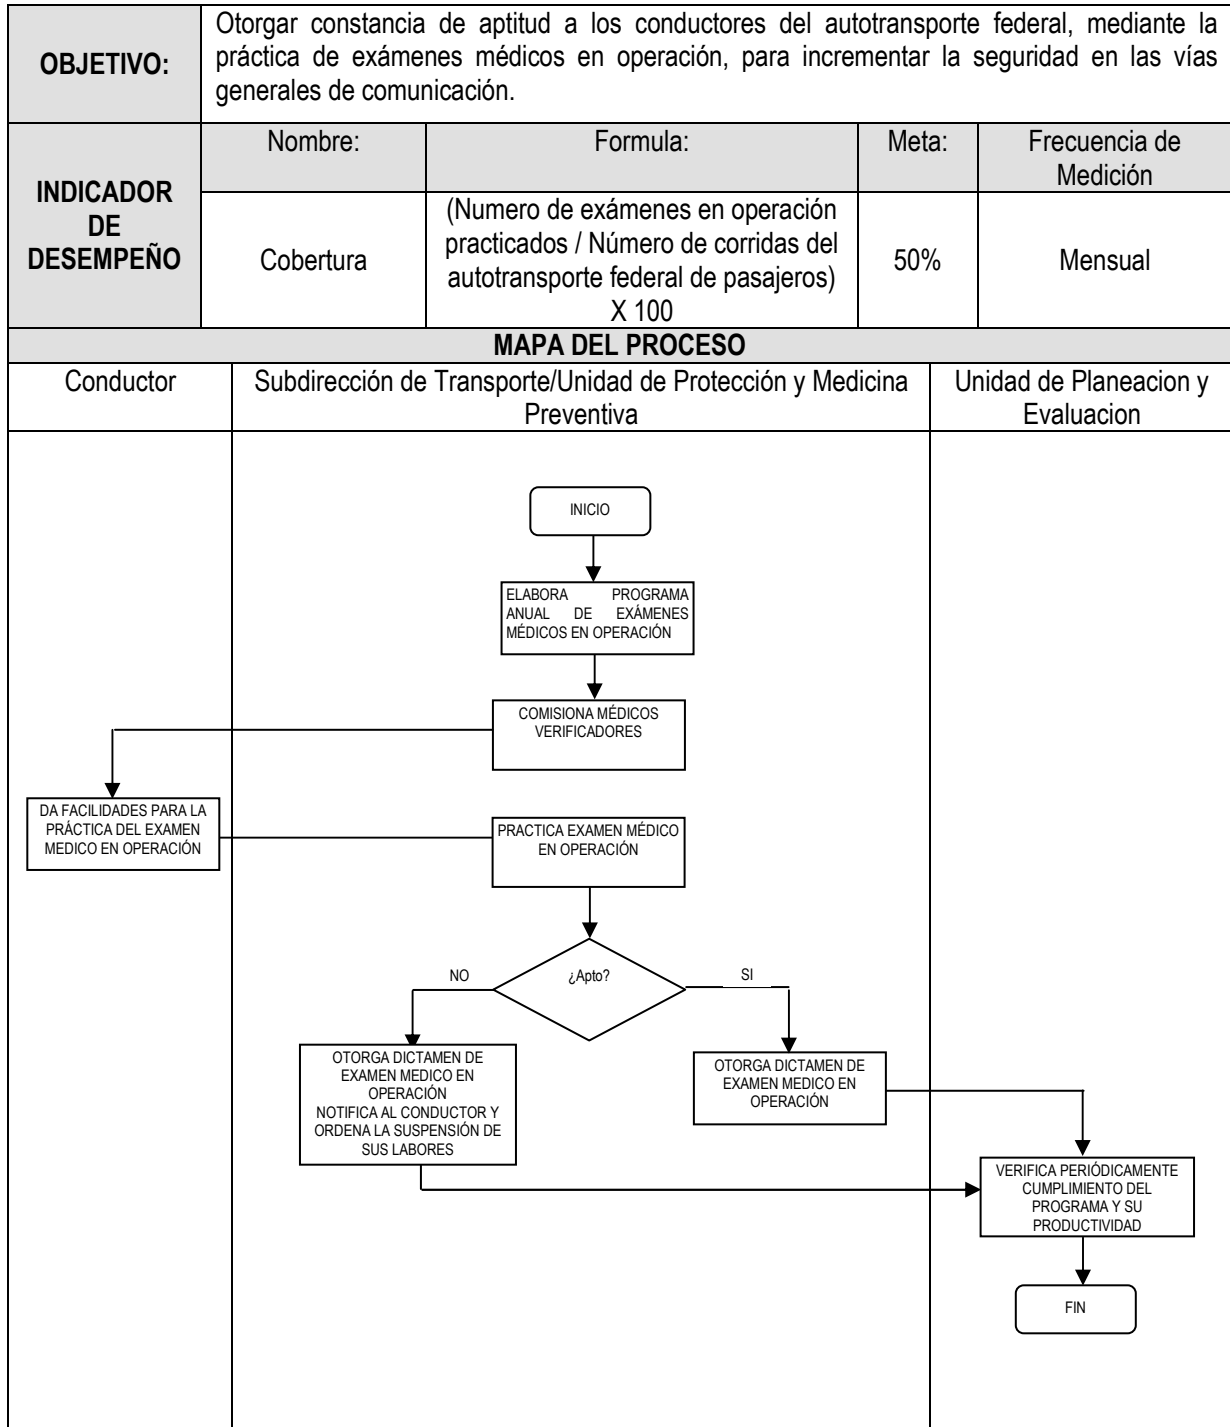 OBJETIVO:
Otorgar constancia de aptitud a los conductores del autotransporte federal, mediante la
práctica de exámenes médicos en operación, para incrementar la seguridad en las vías
generales de comunicación.
INDICADOR
DE
DESEMPEÑO
Nombre:
Formula:
Meta:
Frecuencia de
Medición
Cobertura
(Numero de exámenes en operación
practicados / Número de corridas del
autotransporte federal de pasajeros)
X 100
50%
Mensual
MAPA DEL PROCESO
Conductor
Subdirección de Transporte/Unidad de Protección y Medicina
Preventiva
Unidad de Planeacion y
Evaluacion
INICIO
ELABORA PROGRAMA
ANUAL DE EXÁMENES
MÉDICOS EN OPERACIÓN
COMISIONA MÉDICOS
VERIFICADORES
DA FACILIDADES PARA LA
PRÁCTICA DEL EXAMEN
MEDICO EN OPERACIÓN
PRACTICA EXAMEN MÉDICO
EN OPERACIÓN
¿Apto?
NO
SI
OTORGA DICTAMEN DE
EXAMEN MEDICO EN
OPERACIÓN
NOTIFICA AL CONDUCTOR Y
ORDENA LA SUSPENSIÓN DE
SUS LABORES
OTORGA DICTAMEN DE
EXAMEN MEDICO EN
OPERACIÓN
VERIFICA PERIÓDICAMENTE
CUMPLIMIENTO DEL
PROGRAMA Y SU
PRODUCTIVIDAD
FIN